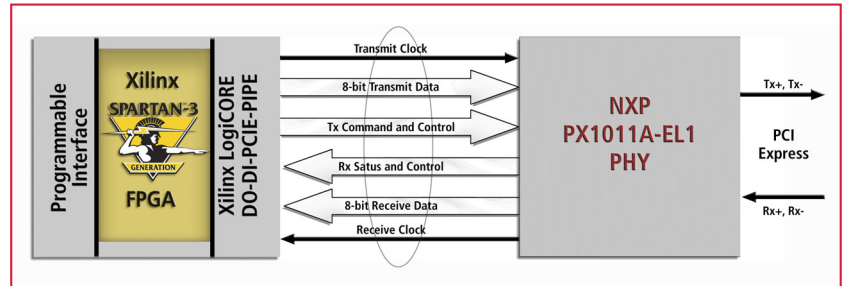 Programmable
Interface
Xilinx
SPARTAN-3
GENERATION
FPGA
Xilinx LogiCORE
DO-DI-PCIE-PIPE
Transmit Clock
8-bit Transmit Data
Tx Command and Control
Rx Satus and Control
8-bit Receive Data
Receive Clock
NXP
PX1011A-EL1
PHY
Tx+, Tx-
PCI
Express
Rx+, Rx-